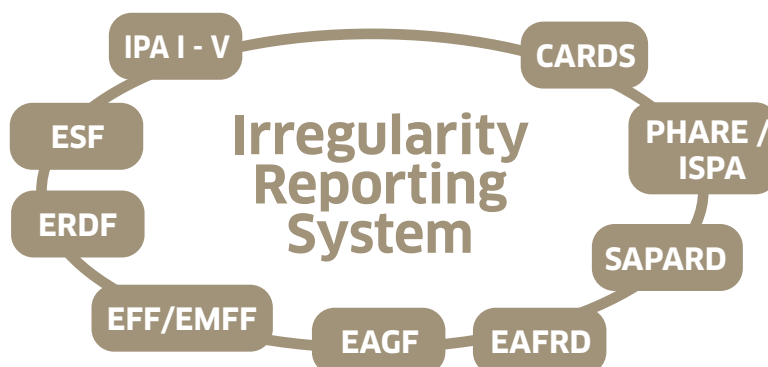 IPA I - V
CARDS
ESF
Irregularity
Reporting
System
PHARE /
ISPA
ERDF
SAPARD
EFF/EMFF
EAGF
EAFRD